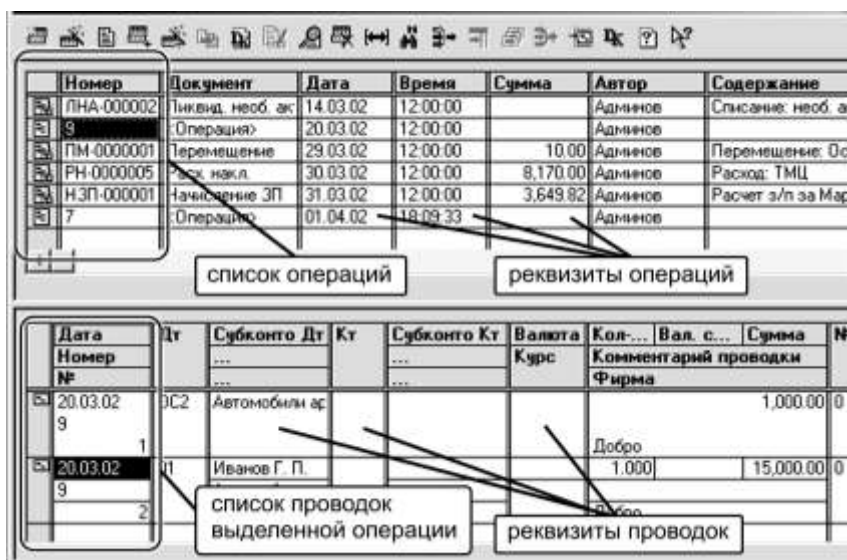 Номер Документ Дата Время Сумма Автор Содержание
ЛНА-000002 Ликвид. необ. ак 14.03.02 12:00:00 Админов Списание: необ. а
9 <Операция> 20.03.02 12:00:00 Админов
ПМ-0000001 Перемещение 29.03.02 12:00:00 10.00 Админов Перемещение: Ос
РН-0000005 Расх. накл. 30.03.02 12:00:00 8,170.00 Админов Расход: ТМЦ
НЗП-000001 Начисление ЗП 31.03.02 12:00:00 3,649.82 Админов Расчет з/п за Мар
7 <Операция> 01.04.02 18:09:33 Админов
список операций реквизиты операций
Дата Дт Субконто Дт Кт Субконто Кт Валюта Кол-... Вал. с... Сумма №
Номер ... ... Курс Комментарий проводки
№ ... ... Фирма
20.03.02 ОС2 Автомобили ар 1,000.00 0
9
1 Добро
20.03.02 Иванов Г. П. 1.000 15,000.00 0
9
2 Добро
список проводок
выделенной операции
реквизиты проводок